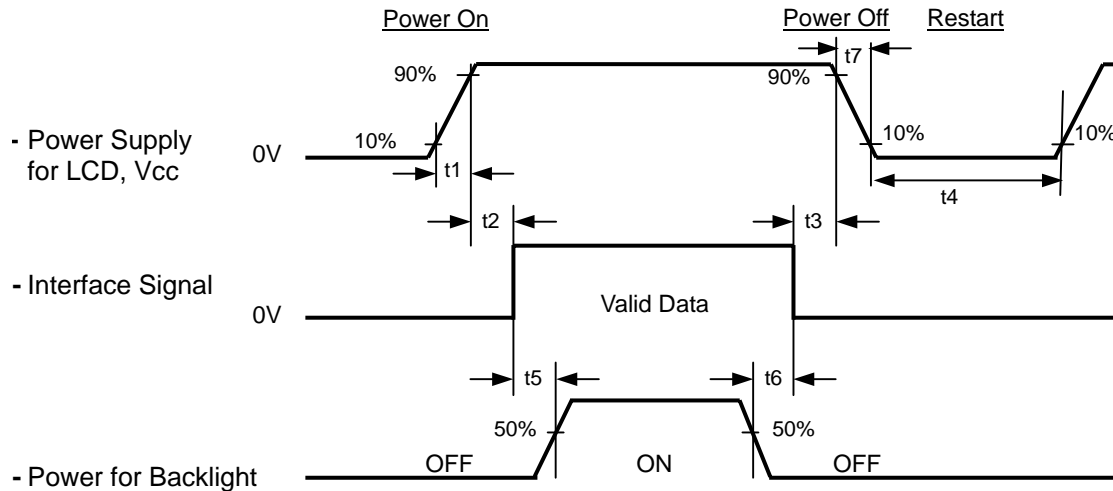 Power On
Power Off
Restart
t7
90%
90%
10%
10%
10%
- Power Supply
for LCD, Vcc
0V
t1
t4
t2
t3
- Interface Signal
0V
Valid Data
t5
t6
50%
50%
OFF
ON
OFF
- Power for Backlight